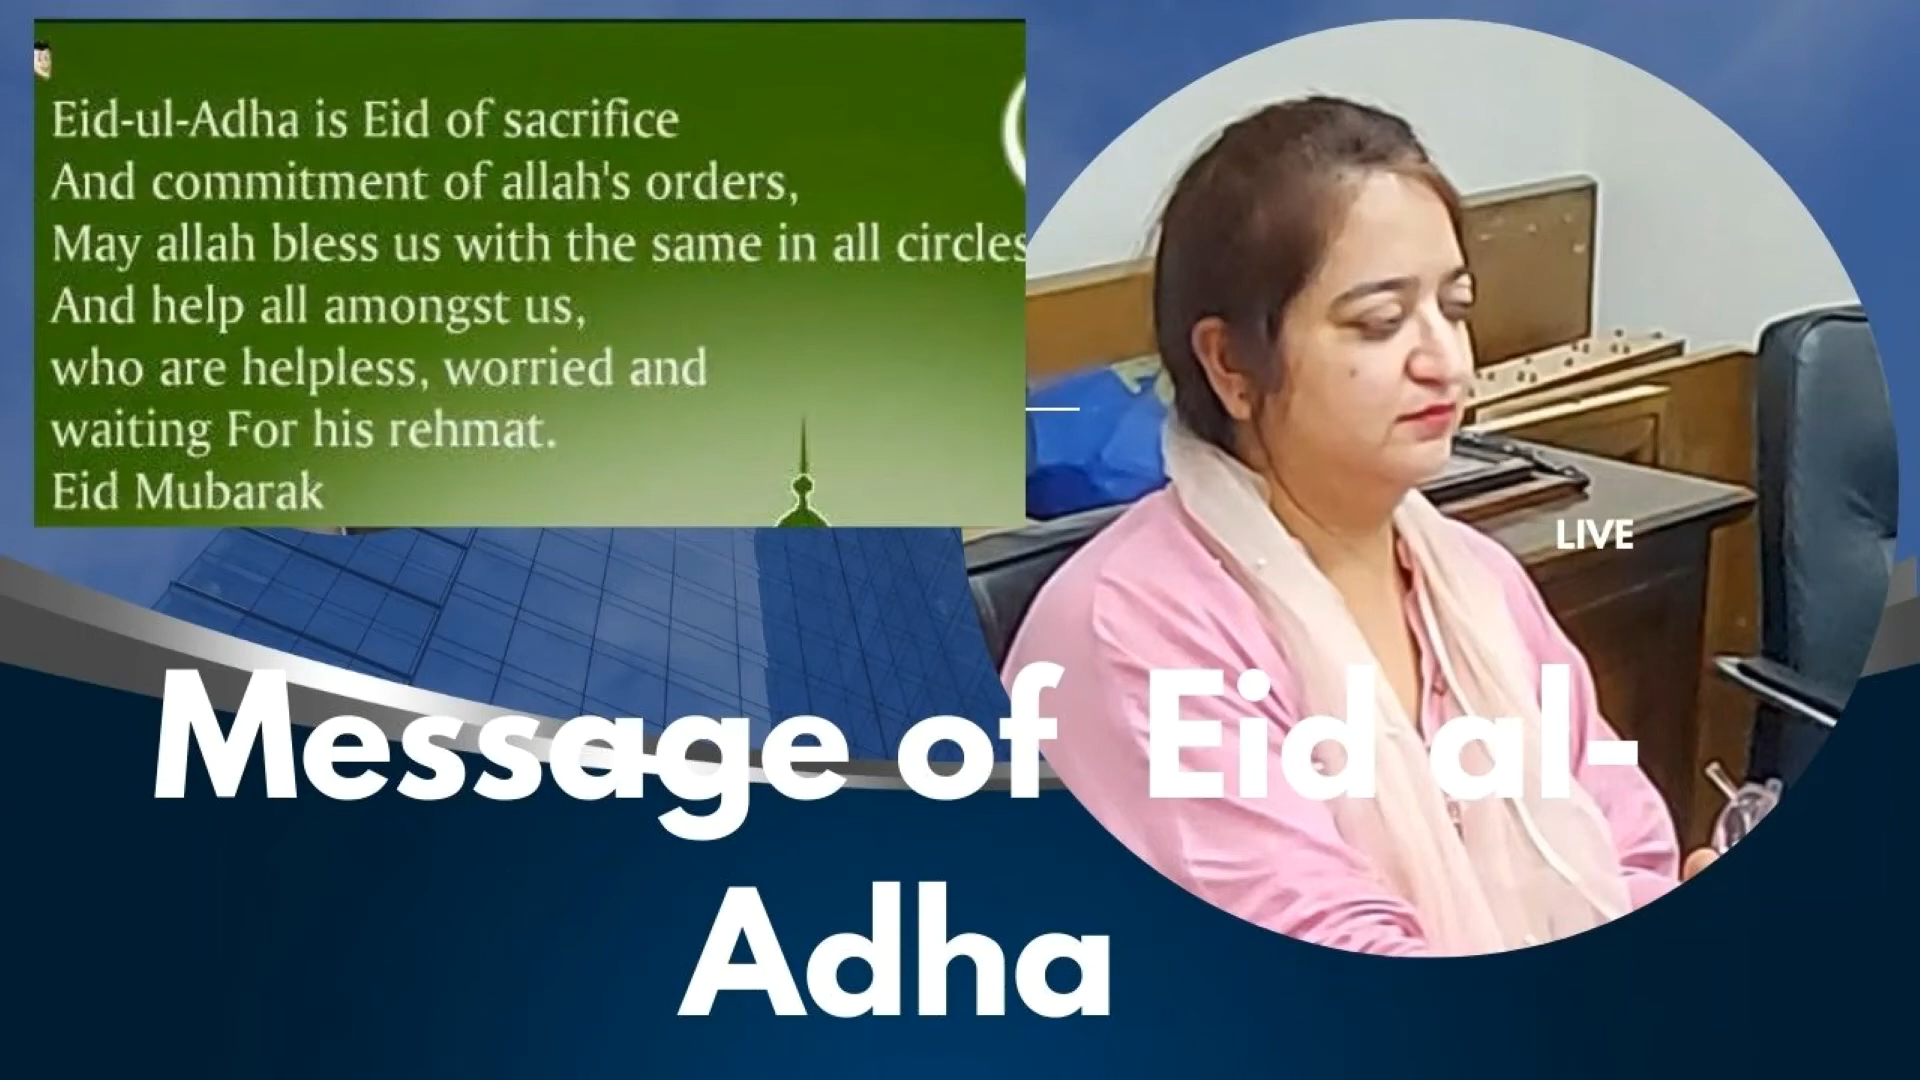 Eid-ul-Adha is Eid of sacrifice
And commitment of allah's orders,
May allah bless us with the same in all circles
And help all amongst us,
who are helpless, worried and
waiting For his rehmat.
Eid Mubarak
LIVE
Message of Eid al-
Adha